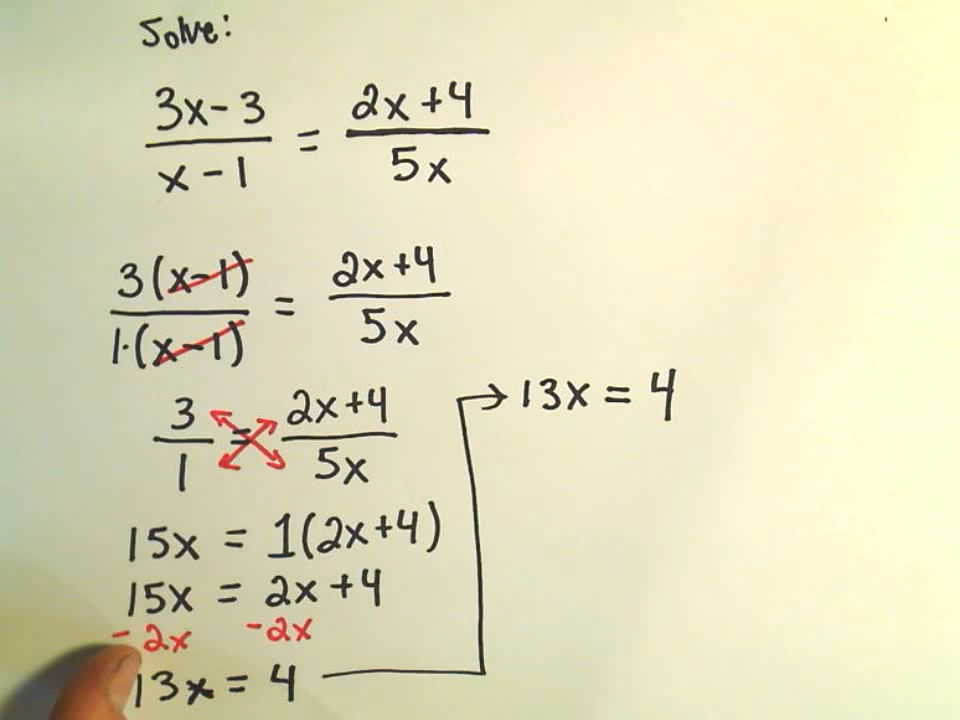 Solve:
3x-3 / x-1 = 2x+4 / 5x
3(x-1) / 1·(x-1) = 2x+4 / 5x
3 / 1 = 2x+4 / 5x
15x = 1(2x+4)
15x = 2x+4
-2x -2x
13x = 4
→ 13x = 4